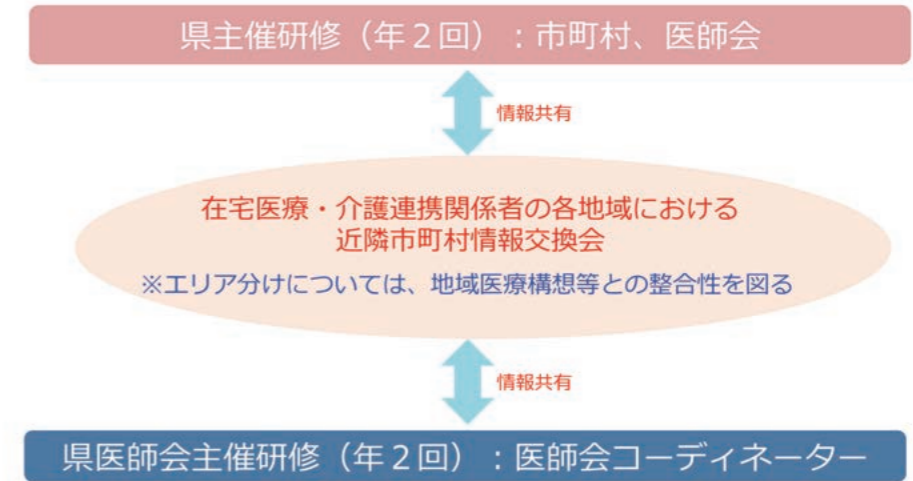 県主催研修（年２回）：市町村、医師会
情報共有
在宅医療・介護連携関係者の各地域における
近隣市町村情報交換会
※エリア分けについては、地域医療構想等との整合性を図る
情報共有
県医師会主催研修（年２回）：医師会コーディネーター